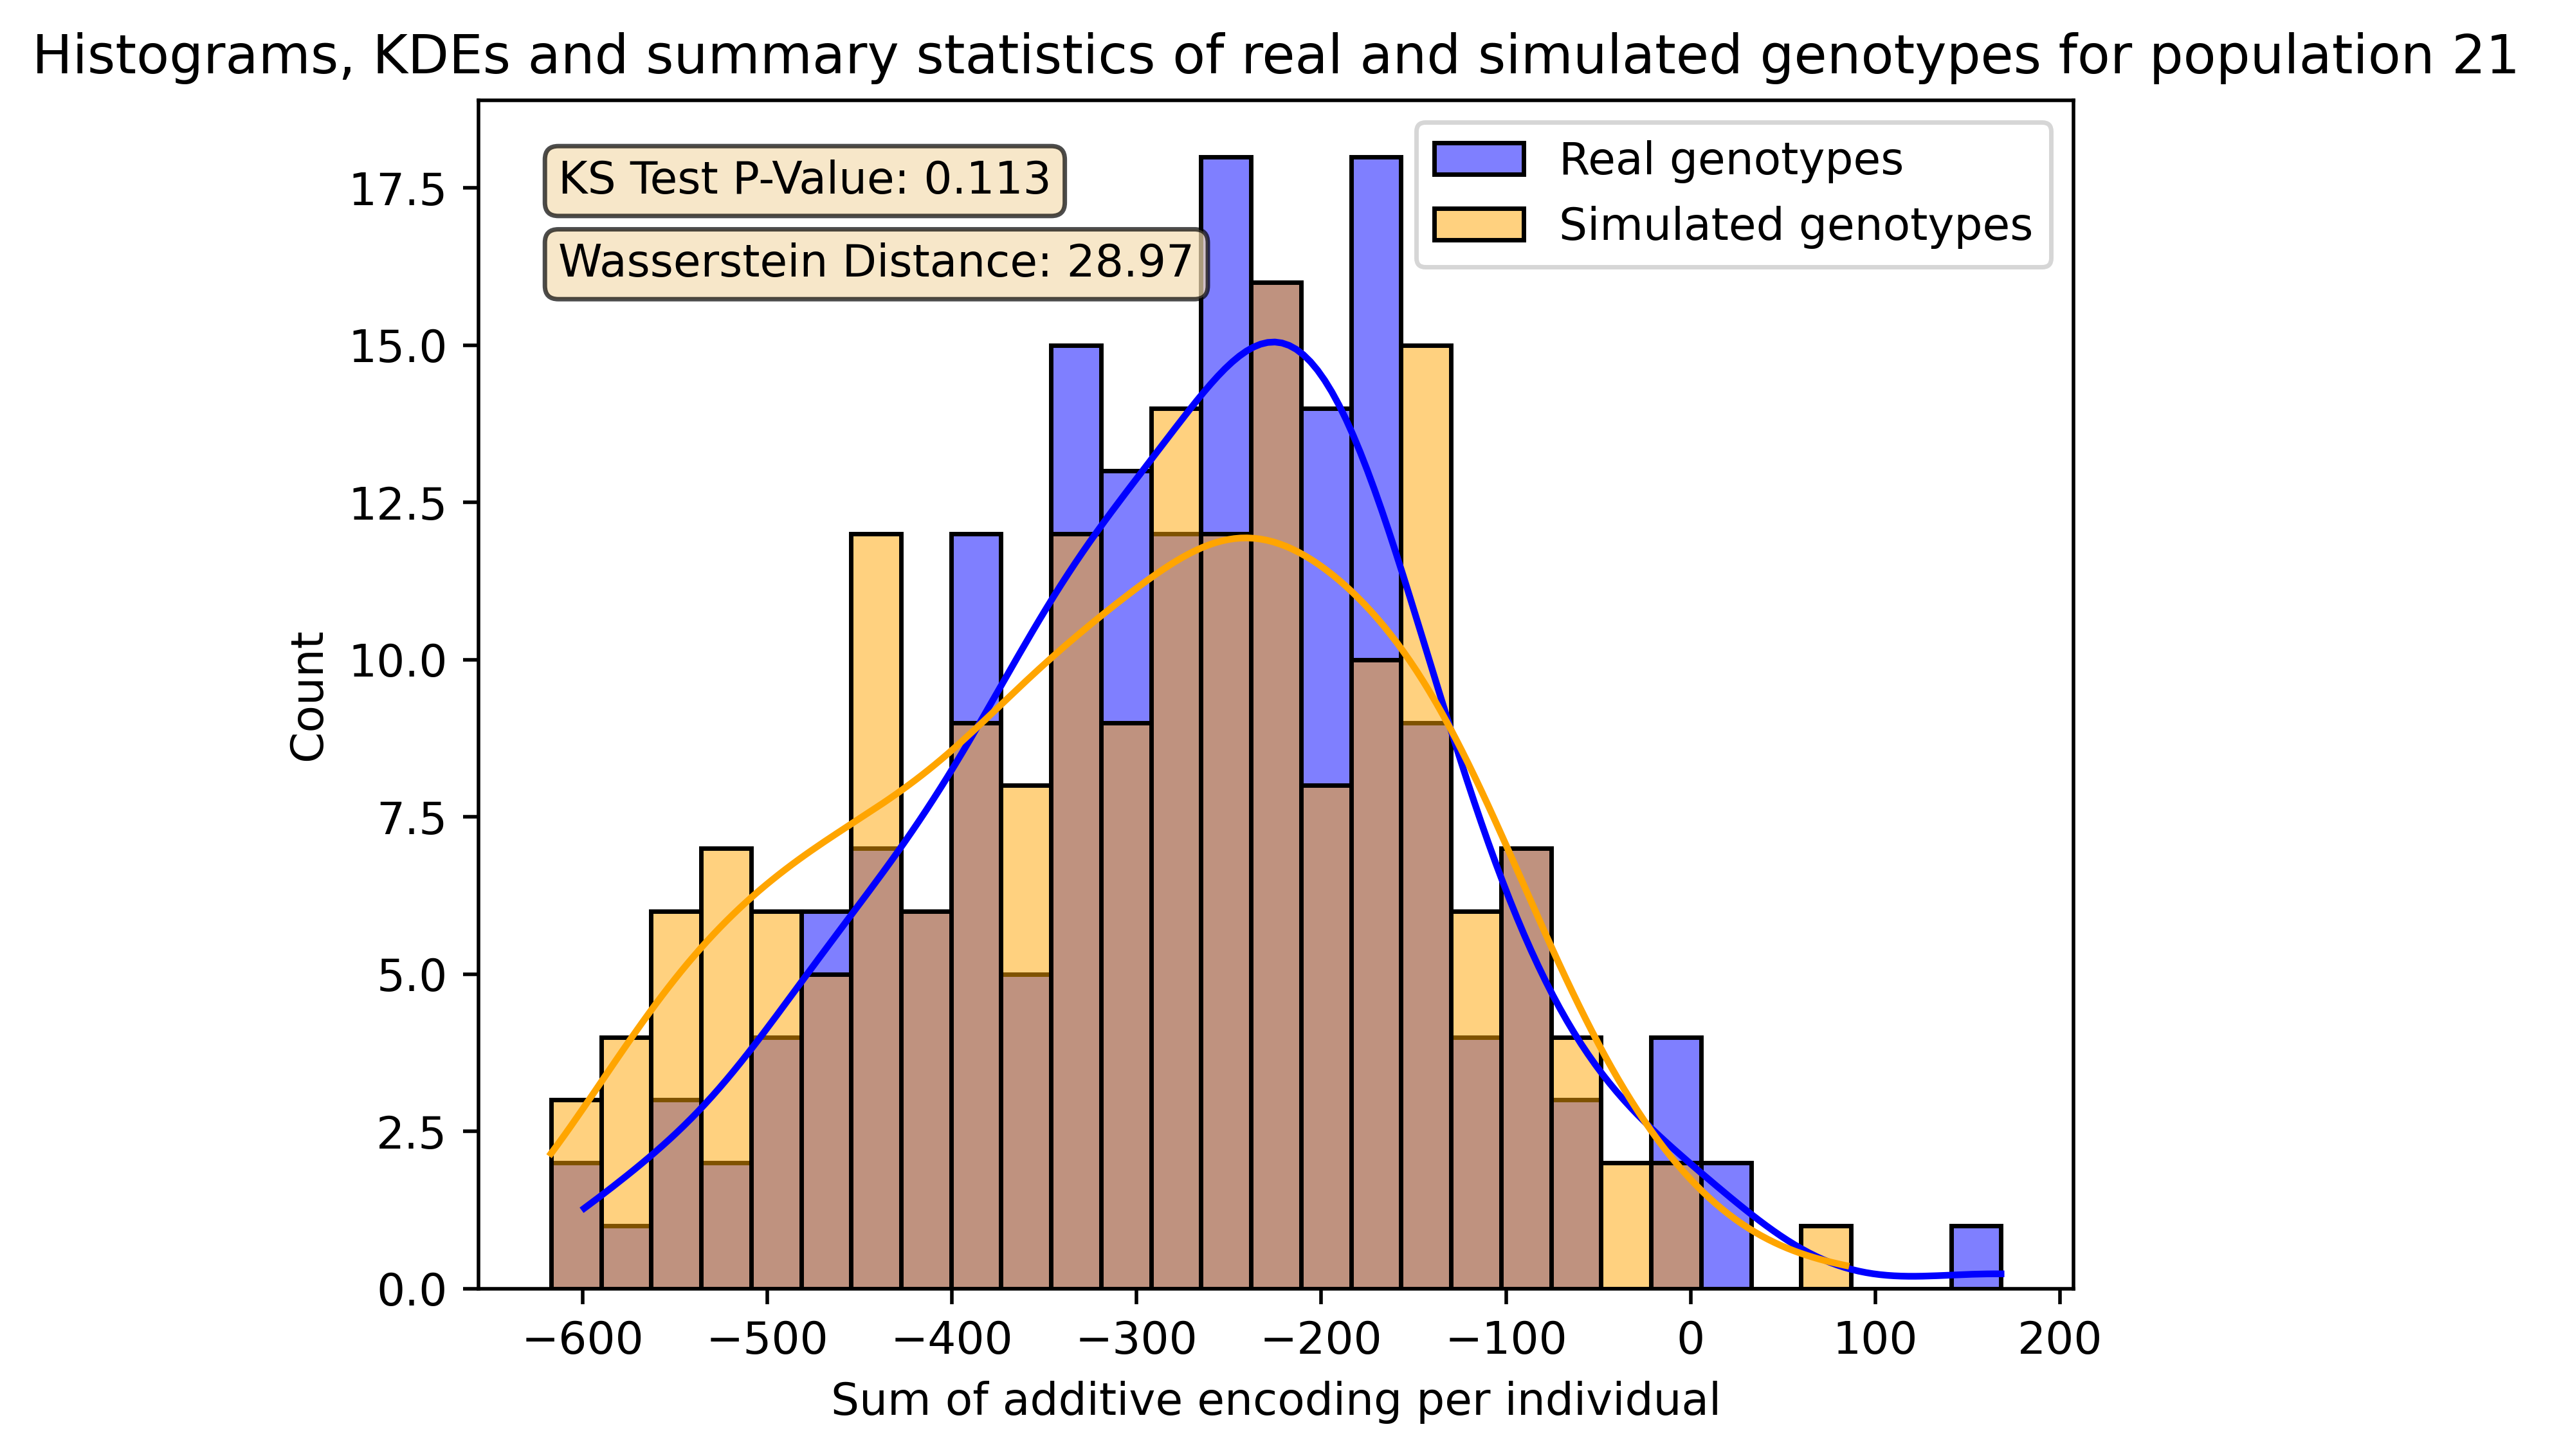 Histograms, KDEs and summary statistics of real and simulated genotypes for population 21
KS Test P-Value: 0.113
Wasserstein Distance: 28.97
Real genotypes
Simulated genotypes
17.5
15.0
12.5
10.0
7.5
5.0
2.5
0.0
Count
−600 −500 −400 −300 −200 −100 0 100 200
Sum of additive encoding per individual